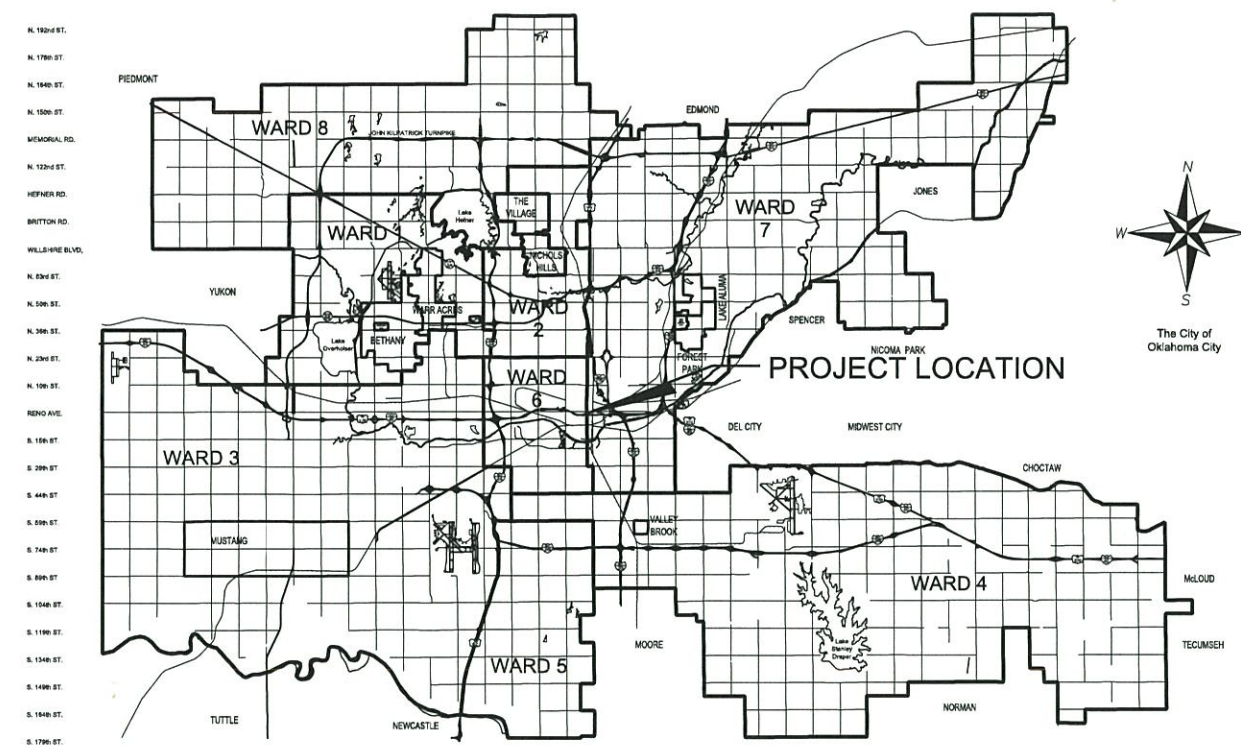 N. 192nd ST.
N. 178th ST.
N. 164th ST.
N. 150th ST.
MEMORIAL RD.
N. 122nd ST.
HEFNER RD.
BRITTON RD.
WILLSHIRE BLVD,
N. 63rd ST.
N. 50th ST.
N. 36th ST.
N. 23rd ST.
N. 10th ST.
RENO AVE.
S. 15th ST.
S. 29th ST.
S. 44th ST.
S. 59th ST.
S. 74th ST.
S. 89th ST.
S. 104th ST.
S. 119th ST.
S. 134th ST.
S. 149th ST.
S. 164th ST.
S. 179th ST.
PIEDMONT
EDMOND
WARD 8
JOHN KILPATRICK TURNPIKE
JONES
THE
VILLAGE
Lake
Hefner
WARD
7
WARD
NICHOLS
HILLS
YUKON
WARR ACRES
WARD
2
LAKE ALUMA
SPENCER
Lake
Overholser
BETHANY
NICOMA PARK
FOREST
PARK
PROJECT LOCATION
WARD
6
DEL CITY
MIDWEST CITY
WARD 3
CHOCTAW
MUSTANG
VALLEY
BROOK
WARD 4
McLOUD
Lake
Stanley
Draper
MOORE
TECUMSEH
WARD 5
NORMAN
TUTTLE
NEWCASTLE
N
W
S
The City of
Oklahoma City